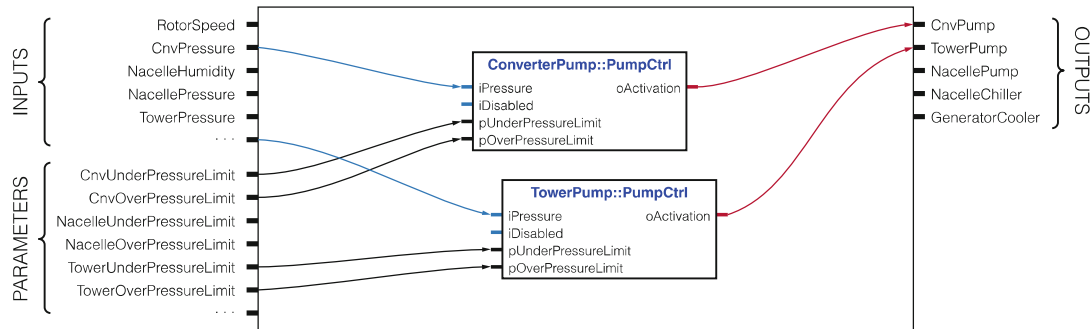 INPUTS
RotorSpeed
CnvPressure
NacelleHumidity
NacellePressure
TowerPressure
. . .
PARAMETERS
CnvUnderPressureLimit
CnvOverPressureLimit
NacelleUnderPressureLimit
NacelleOverPressureLimit
TowerUnderPressureLimit
TowerOverPressureLimit
. . .
ConverterPump::PumpCtrl
iPressure oActivation
iDisabled
pUnderPressureLimit
pOverPressureLimit
TowerPump::PumpCtrl
iPressure oActivation
iDisabled
pUnderPressureLimit
pOverPressureLimit
CnvPump
TowerPump
NacellePump
NacelleChiller
GeneratorCooler
OUTPUTS